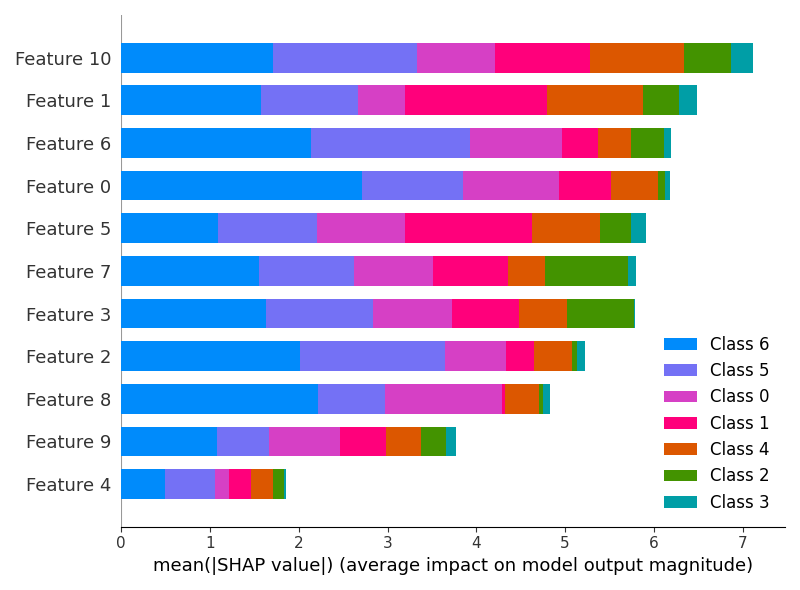 Feature 10
Feature 1
Feature 6
Feature 0
Feature 5
Feature 7
Feature 3
Feature 2
Feature 8
Feature 9
Feature 4
Class 6
Class 5
Class 0
Class 1
Class 4
Class 2
Class 3
0 1 2 3 4 5 6 7
mean(|SHAP value|) (average impact on model output magnitude)